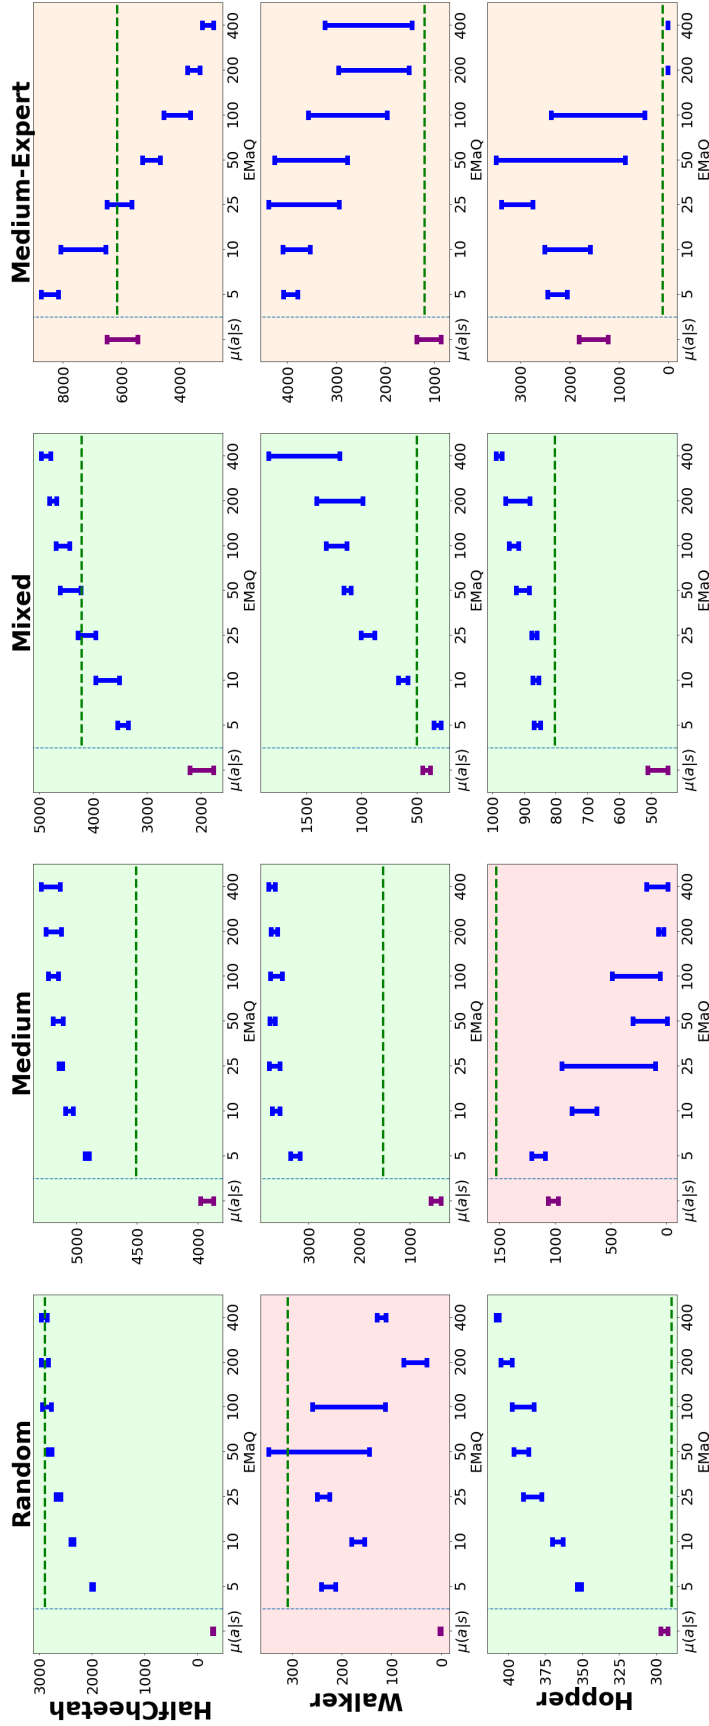 Random Medium Mixed Medium-Expert
HalfCheetah
3000
2000
1000
0
μ(a|s) 5 10 25 50 100 200 400
EMaQ
5000
4500
4000
μ(a|s) 5 10 25 50 100 200 400
EMaQ
5000
4000
3000
2000
μ(a|s) 5 10 25 50 100 200 400
EMaQ
8000
6000
4000
μ(a|s) 5 10 25 50 100 200 400
EMaQ
Walker
300
200
100
0
μ(a|s) 5 10 25 50 100 200 400
EMaQ
3000
2000
1000
μ(a|s) 5 10 25 50 100 200 400
EMaQ
1500
1000
500
μ(a|s) 5 10 25 50 100 200 400
EMaQ
4000
3000
2000
1000
μ(a|s) 5 10 25 50 100 200 400
EMaQ
Hopper
400
375
350
325
300
μ(a|s) 5 10 25 50 100 200 400
EMaQ
1500
1000
500
0
μ(a|s) 5 10 25 50 100 200 400
EMaQ
1000
900
800
700
600
500
μ(a|s) 5 10 25 50 100 200 400
EMaQ
3000
2000
1000
0
μ(a|s) 5 10 25 50 100 200 400
EMaQ